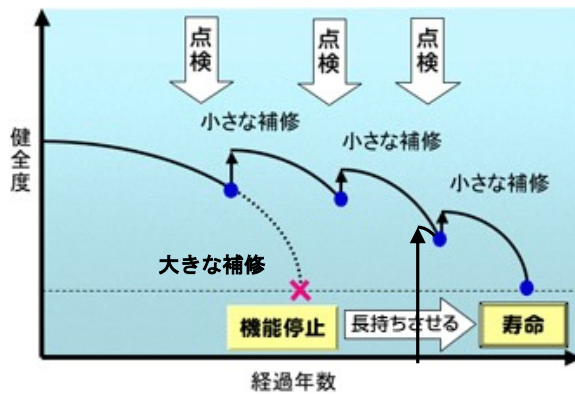 点検
点検
点検
小さな補修
小さな補修
小さな補修
健全度
大きな補修
機能停止
長持ちさせる
寿命
経過年数